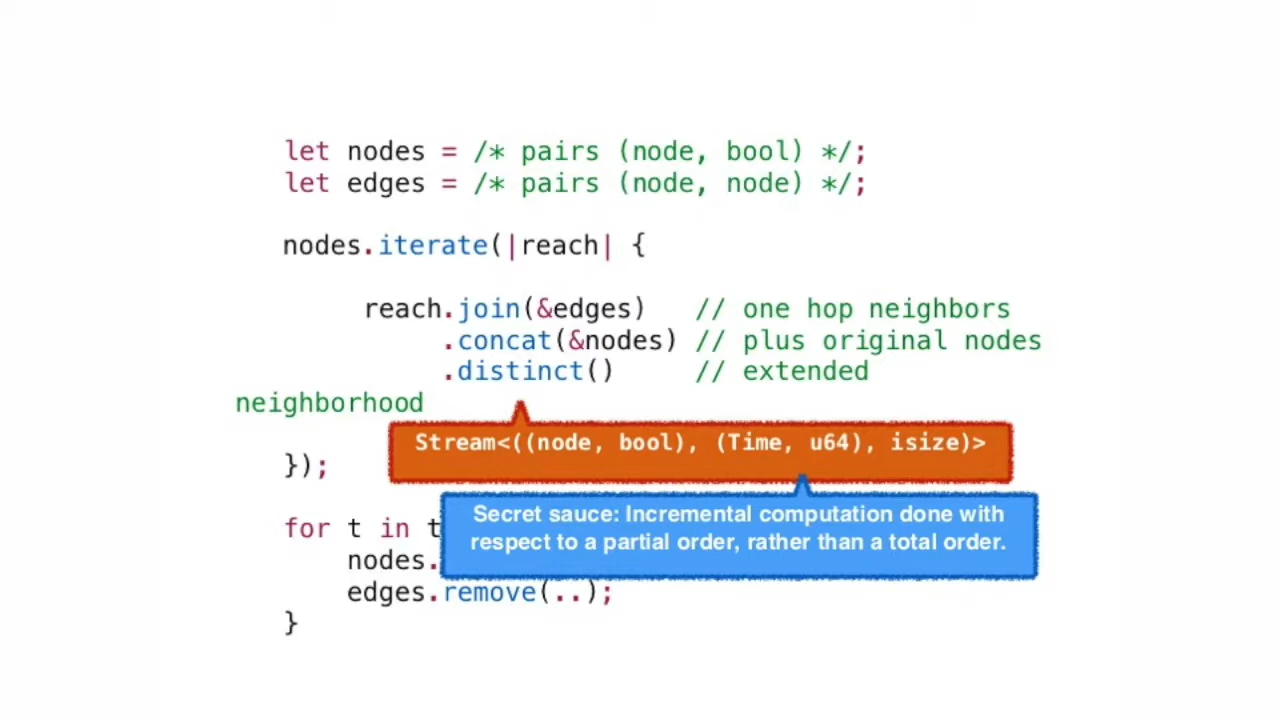 let nodes = /* pairs (node, bool) */;
let edges = /* pairs (node, node) */;
nodes.iterate(|reach| {
reach.join(&edges) // one hop neighbors
.concat(&nodes) // plus original nodes
.distinct() // extended
neighborhood
Stream<((node, bool), (Time, u64), isize)>
});
Secret sauce: Incremental computation done with
respect to a partial order, rather than a total order.
for t in t
nodes.
edges.remove(..);
}